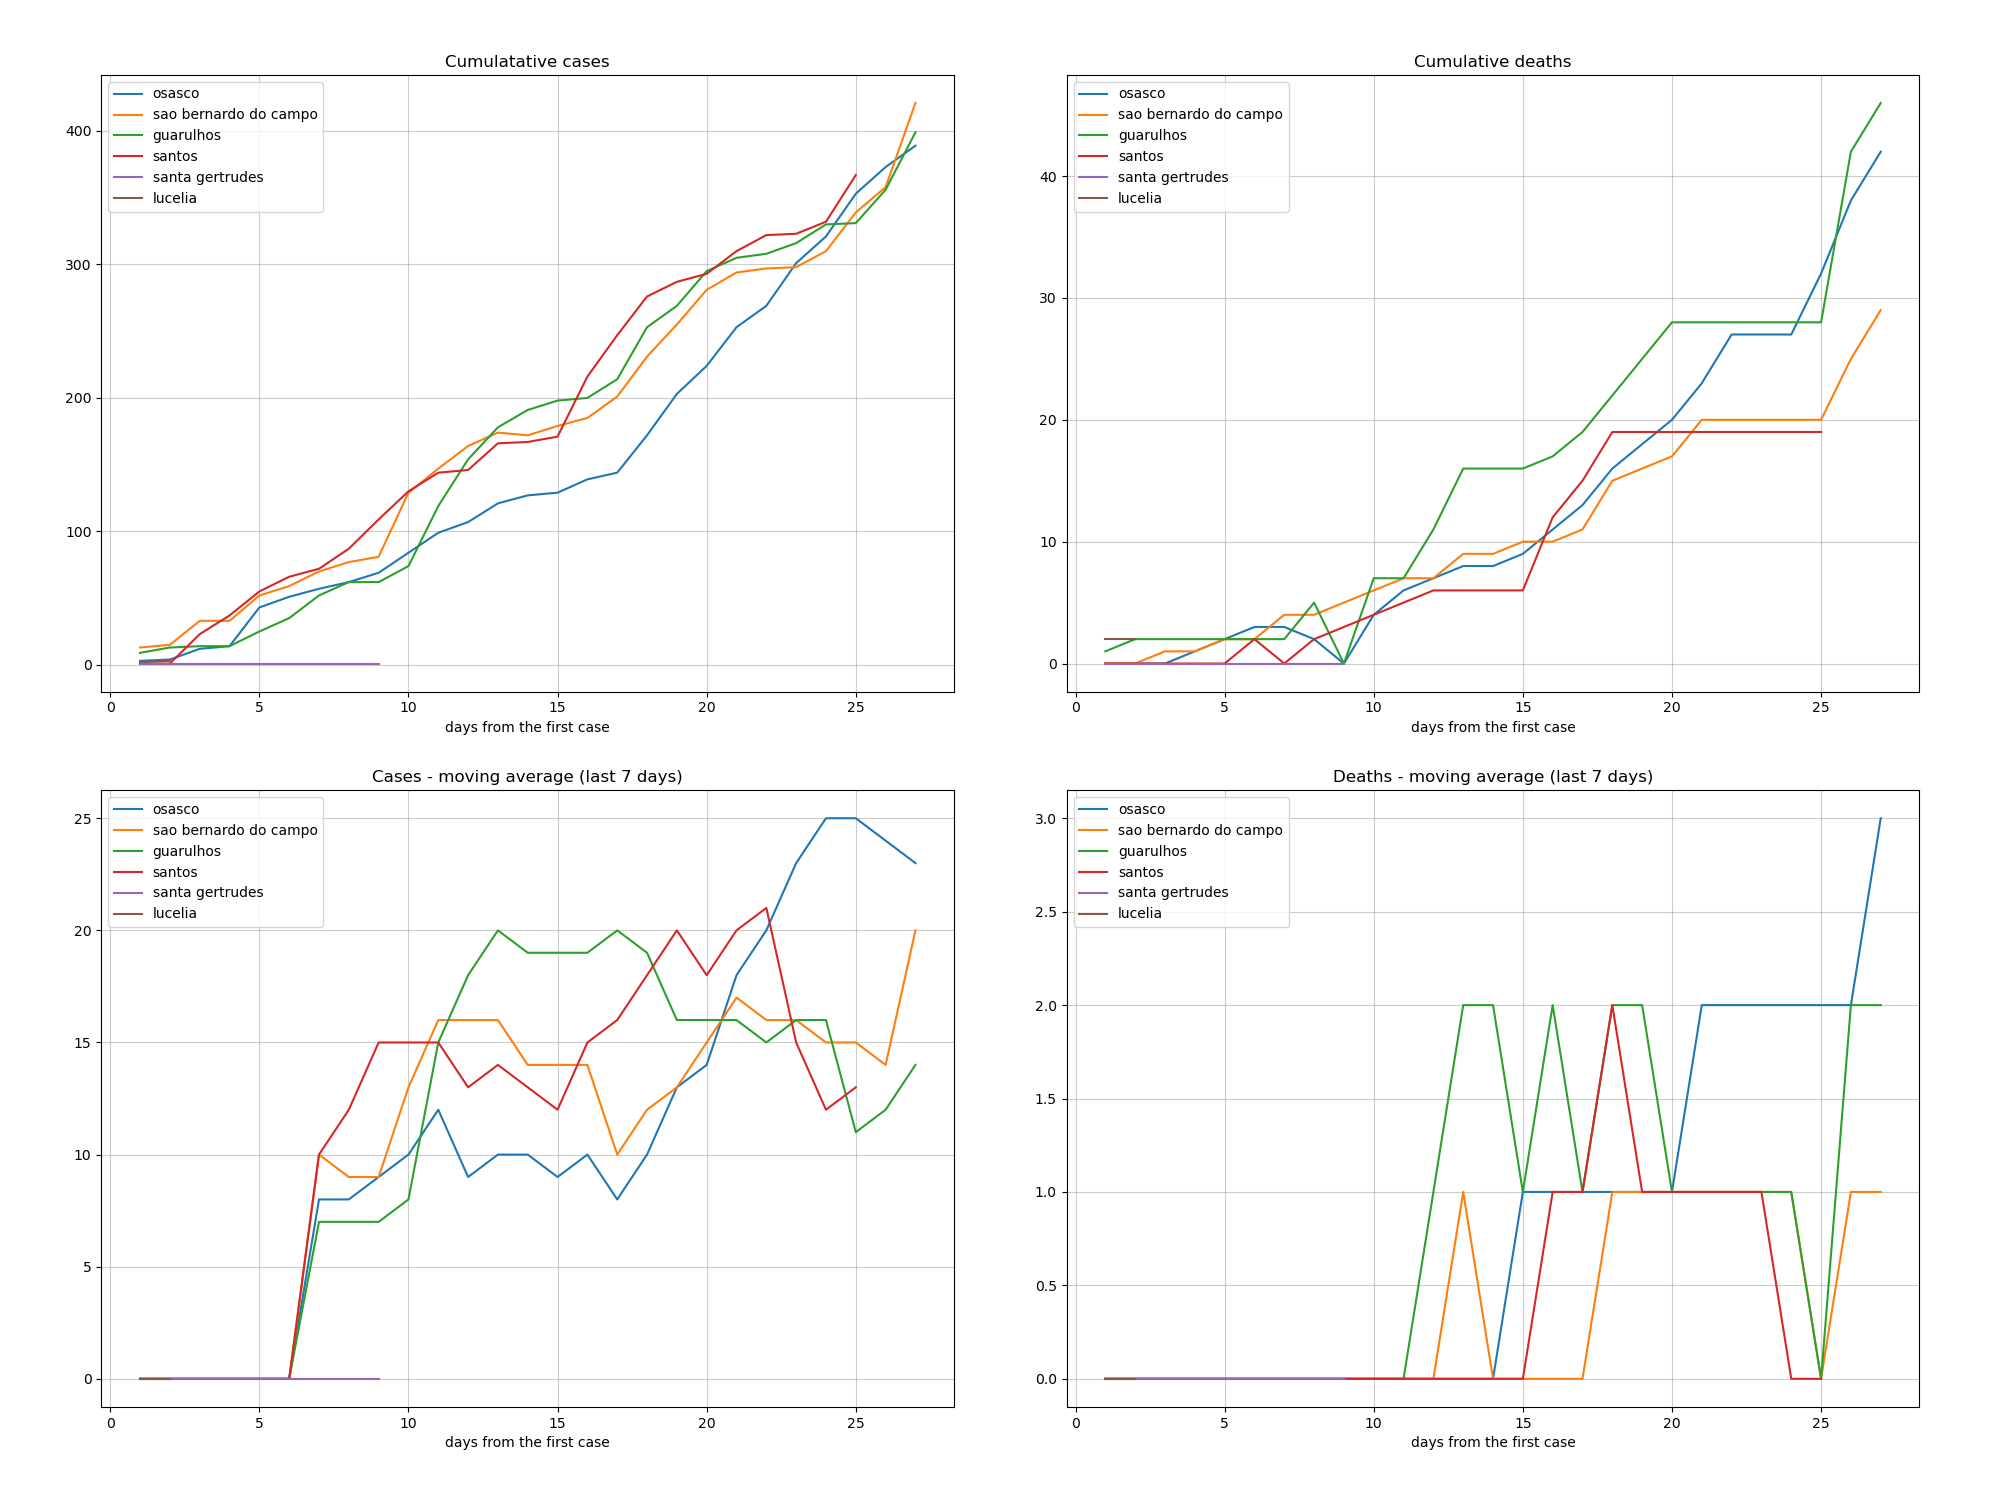 Cumulatative cases
osasco
sao bernardo do campo
guarulhos
santos
santa gertrudes
lucelia
400
300
200
100
0
0 5 10 15 20 25
days from the first case
Cumulative deaths
osasco
sao bernardo do campo
guarulhos
santos
santa gertrudes
lucelia
40
30
20
10
0
0 5 10 15 20 25
days from the first case
Cases - moving average (last 7 days)
osasco
sao bernardo do campo
guarulhos
santos
santa gertrudes
lucelia
25
20
15
10
5
0
0 5 10 15 20 25
days from the first case
Deaths - moving average (last 7 days)
osasco
sao bernardo do campo
guarulhos
santos
santa gertrudes
lucelia
3.0
2.5
2.0
1.5
1.0
0.5
0.0
0 5 10 15 20 25
days from the first case